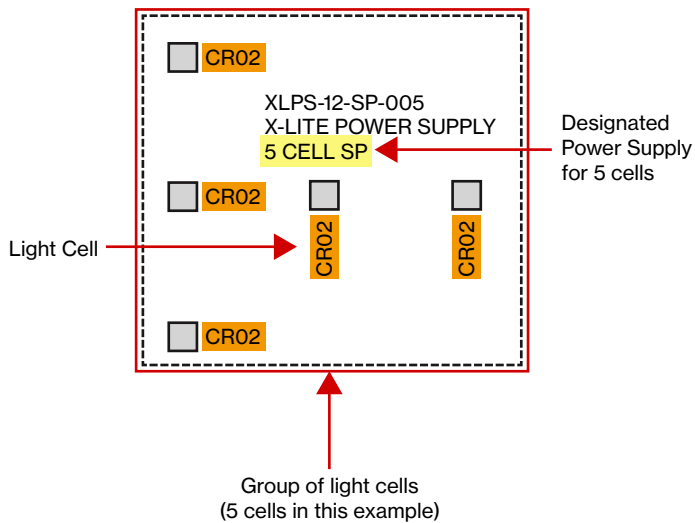 CR02
XLPS-12-SP-005
X-LITE POWER SUPPLY
5 CELL SP
Designated
Power Supply
for 5 cells
CR02
Light Cell
CR02
CR02
CR02
Group of light cells
(5 cells in this example)